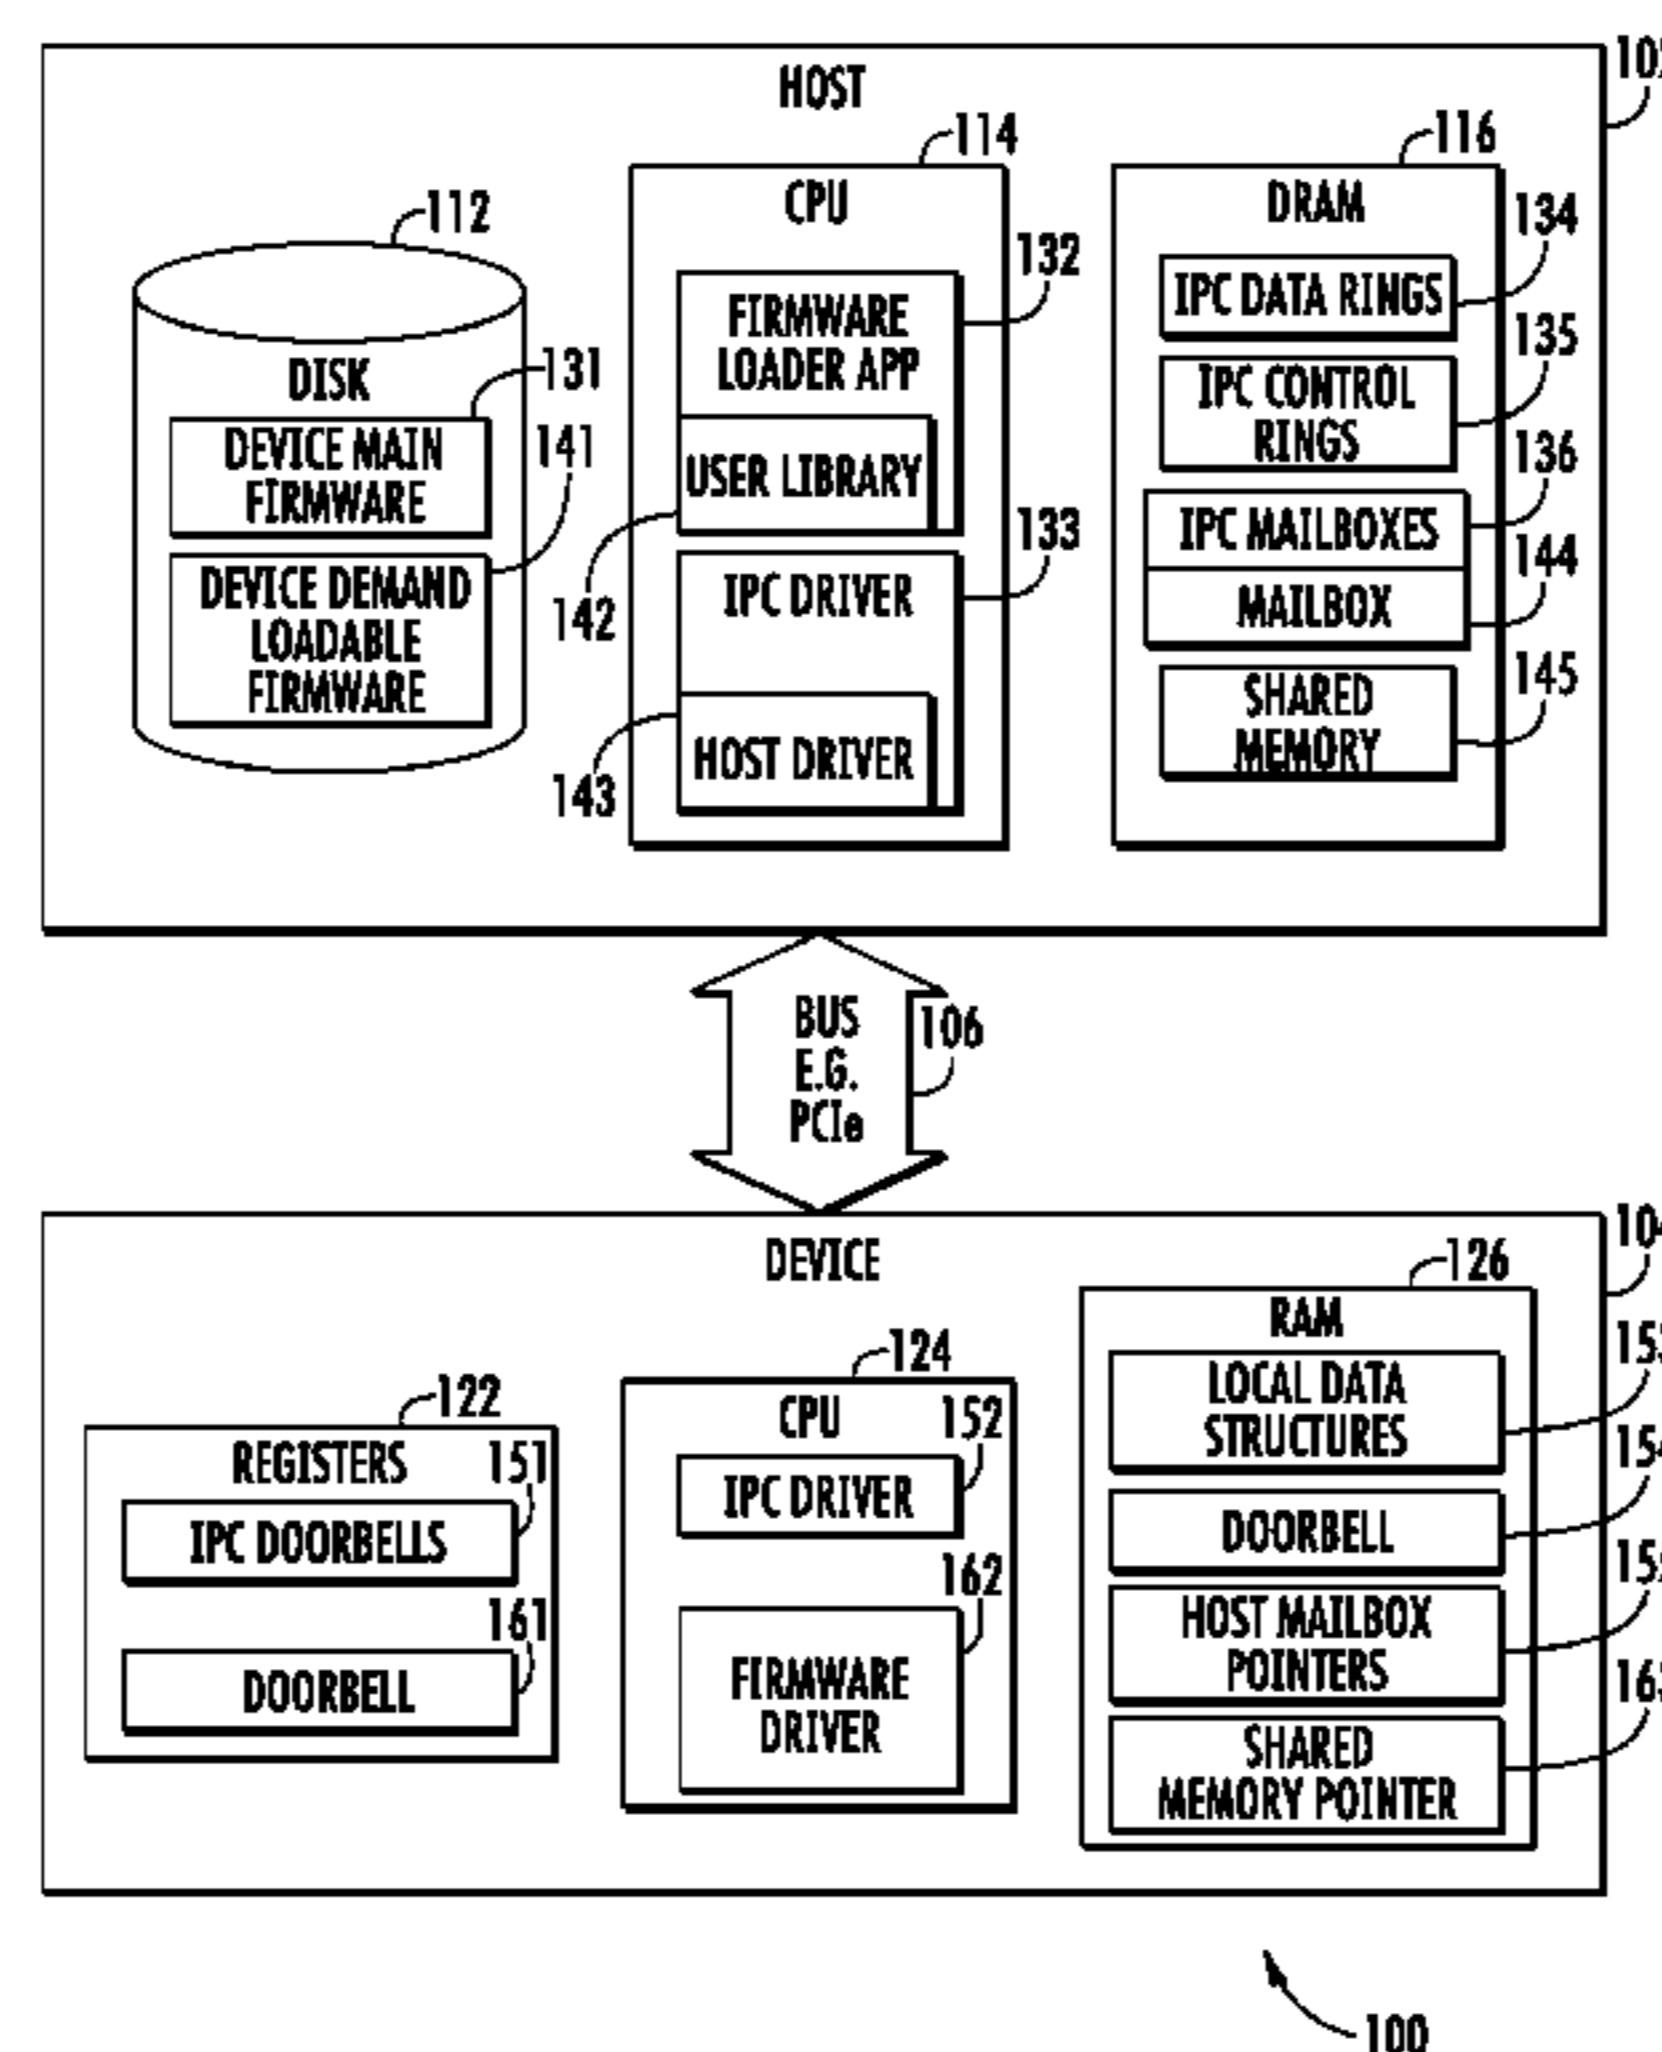 HOST
114
CPU
116
DRAM
112
DISK
131
DEVICE MAIN
FIRMWARE
141
DEVICE DEMAND
LOADABLE
FIRMWARE
132
FIRMWARE
LOADER APP
USER LIBRARY
142
133
IPC DRIVER
HOST DRIVER
143
134
IPC DATA RINGS
135
IPC CONTROL
RINGS
136
IPC MAILBOXES
144
MAILBOX
145
SHARED
MEMORY
BUS
E.G.
PCIe
106
DEVICE
122
REGISTERS
151
IPC DOORBELLS
161
DOORBELL
124
CPU
152
IPC DRIVER
162
FIRMWARE
DRIVER
126
RAM
LOCAL DATA
STRUCTURES
DOORBELL
HOST MAILBOX
POINTERS
SHARED
MEMORY POINTER
100